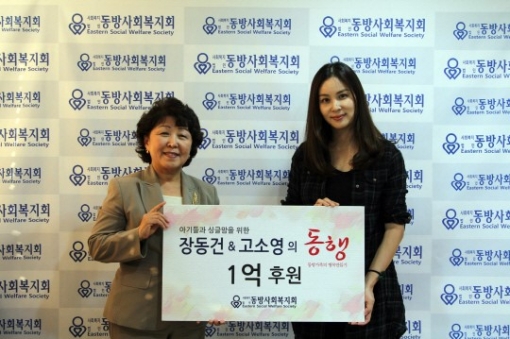 사회복지법인 동방사회복지회
Eastern Social Welfare Society
아기들과 싱글맘을 위한
장동건 & 고소영 의 동행
1억 후원
동방사회복지회